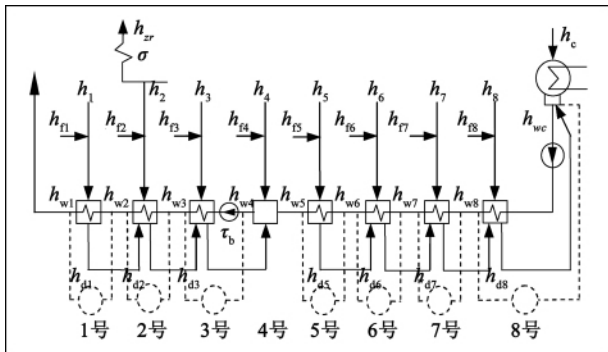 h_zr
σ
h_c
h_1 h_2 h_3 h_4 h_5 h_6 h_7 h_8
h_f1 h_f2 h_f3 h_f4 h_f5 h_f6 h_f7 h_f8 h_wc
h_w1 h_w2 h_w3 h_w4 h_w5 h_w6 h_w7 h_w8
τ_b
h_d1 h_d2 h_d3 h_d5 h_d6 h_d7 h_d8
1号 2号 3号 4号 5号 6号 7号 8号